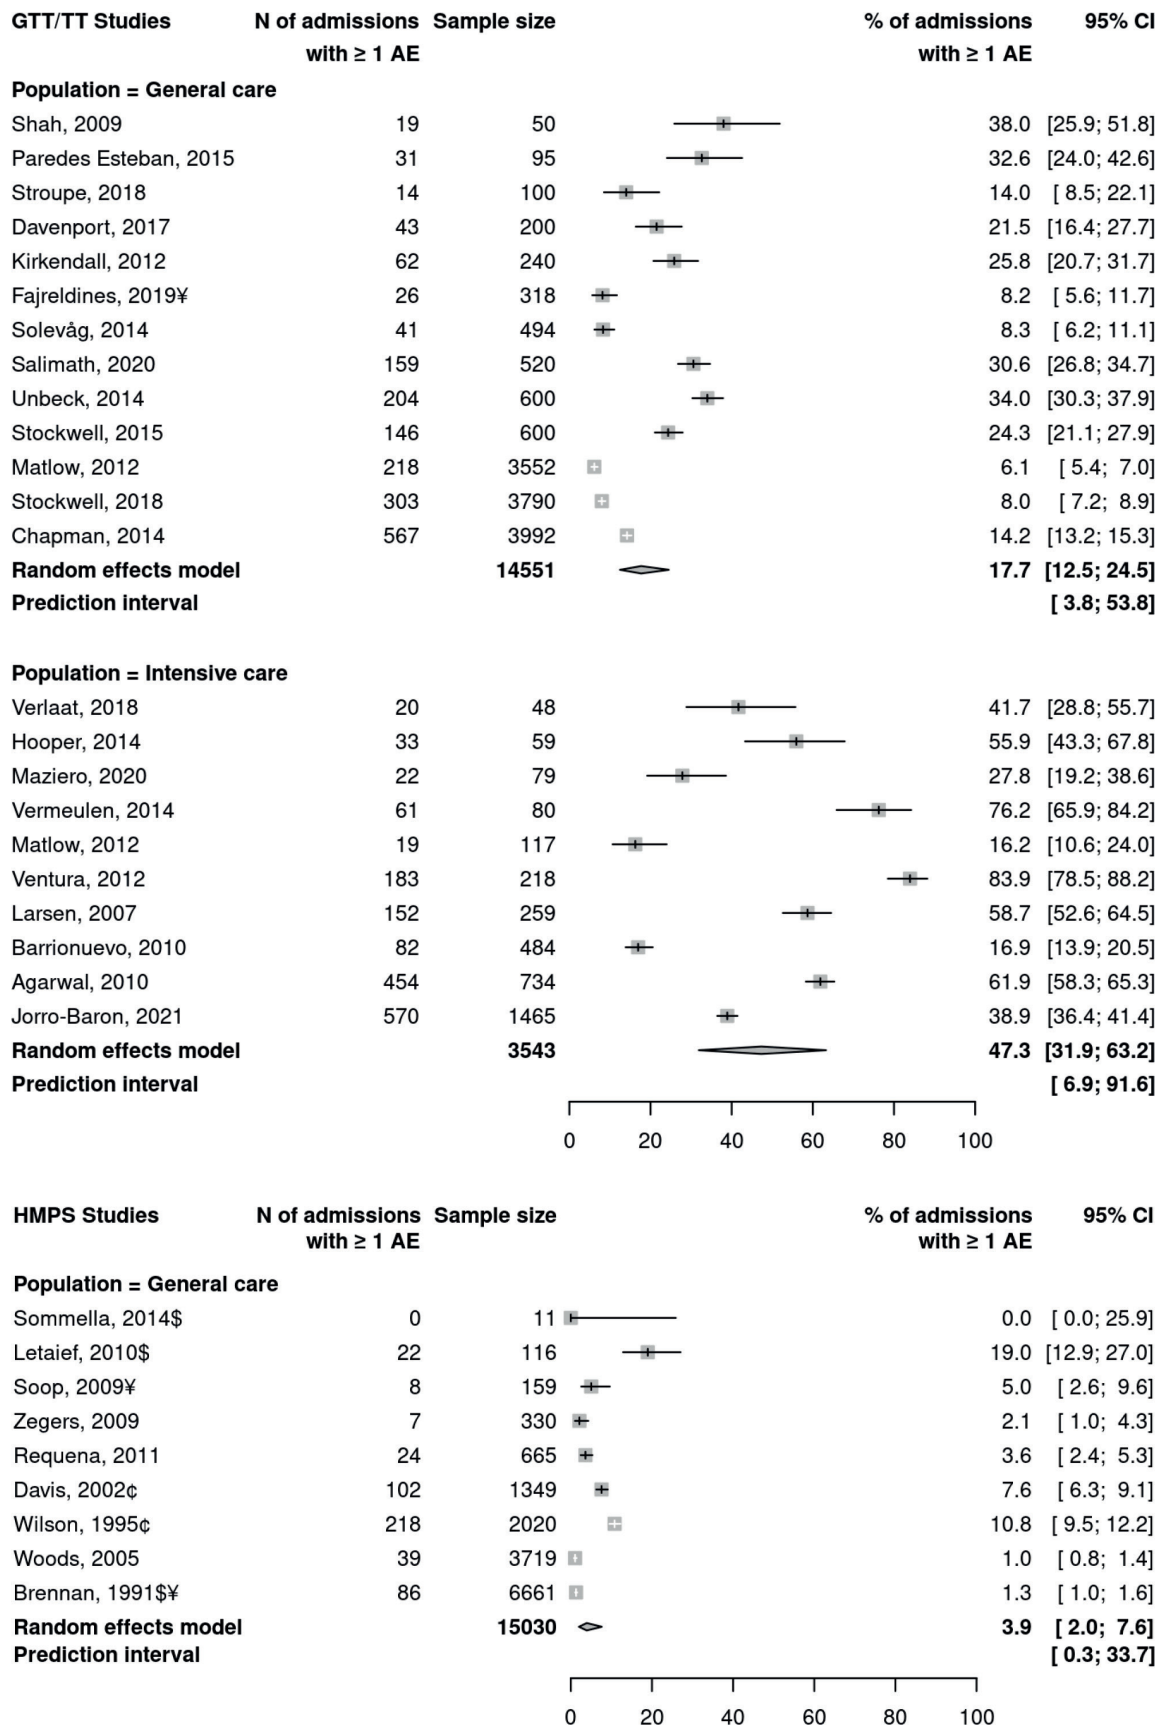 GTT/TT Studies N of admissions Sample size % of admissions 95% CI
with ≥ 1 AE with ≥ 1 AE
Population = General care
Shah, 2009 19 50 38.0 [25.9; 51.8]
Paredes Esteban, 2015 31 95 32.6 [24.0; 42.6]
Stroupe, 2018 14 100 14.0 [ 8.5; 22.1]
Davenport, 2017 43 200 21.5 [16.4; 27.7]
Kirkendall, 2012 62 240 25.8 [20.7; 31.7]
Fajreldines, 2019¥ 26 318 8.2 [ 5.6; 11.7]
Solevåg, 2014 41 494 8.3 [ 6.2; 11.1]
Salimath, 2020 159 520 30.6 [26.8; 34.7]
Unbeck, 2014 204 600 34.0 [30.3; 37.9]
Stockwell, 2015 146 600 24.3 [21.1; 27.9]
Matlow, 2012 218 3552 6.1 [ 5.4; 7.0]
Stockwell, 2018 303 3790 8.0 [ 7.2; 8.9]
Chapman, 2014 567 3992 14.2 [13.2; 15.3]
Random effects model 14551 17.7 [12.5; 24.5]
Prediction interval [ 3.8; 53.8]
Population = Intensive care
Verlaat, 2018 20 48 41.7 [28.8; 55.7]
Hooper, 2014 33 59 55.9 [43.3; 67.8]
Maziero, 2020 22 79 27.8 [19.2; 38.6]
Vermeulen, 2014 61 80 76.2 [65.9; 84.2]
Matlow, 2012 19 117 16.2 [10.6; 24.0]
Ventura, 2012 183 218 83.9 [78.5; 88.2]
Larsen, 2007 152 259 58.7 [52.6; 64.5]
Barrionuevo, 2010 82 484 16.9 [13.9; 20.5]
Agarwal, 2010 454 734 61.9 [58.3; 65.3]
Jorro-Baron, 2021 570 1465 38.9 [36.4; 41.4]
Random effects model 3543 47.3 [31.9; 63.2]
Prediction interval [ 6.9; 91.6]
0 20 40 60 80 100
HMPS Studies N of admissions Sample size % of admissions 95% CI
with ≥ 1 AE with ≥ 1 AE
Population = General care
Sommella, 2014$ 0 11 0.0 [ 0.0; 25.9]
Letaief, 2010$ 22 116 19.0 [12.9; 27.0]
Soop, 2009¥ 8 159 5.0 [ 2.6; 9.6]
Zegers, 2009 7 330 2.1 [ 1.0; 4.3]
Requena, 2011 24 665 3.6 [ 2.4; 5.3]
Davis, 2002¢ 102 1349 7.6 [ 6.3; 9.1]
Wilson, 1995¢ 218 2020 10.8 [ 9.5; 12.2]
Woods, 2005 39 3719 1.0 [ 0.8; 1.4]
Brennan, 1991$¥ 86 6661 1.3 [ 1.0; 1.6]
Random effects model 15030 3.9 [ 2.0; 7.6]
Prediction interval [ 0.3; 33.7]
0 20 40 60 80 100